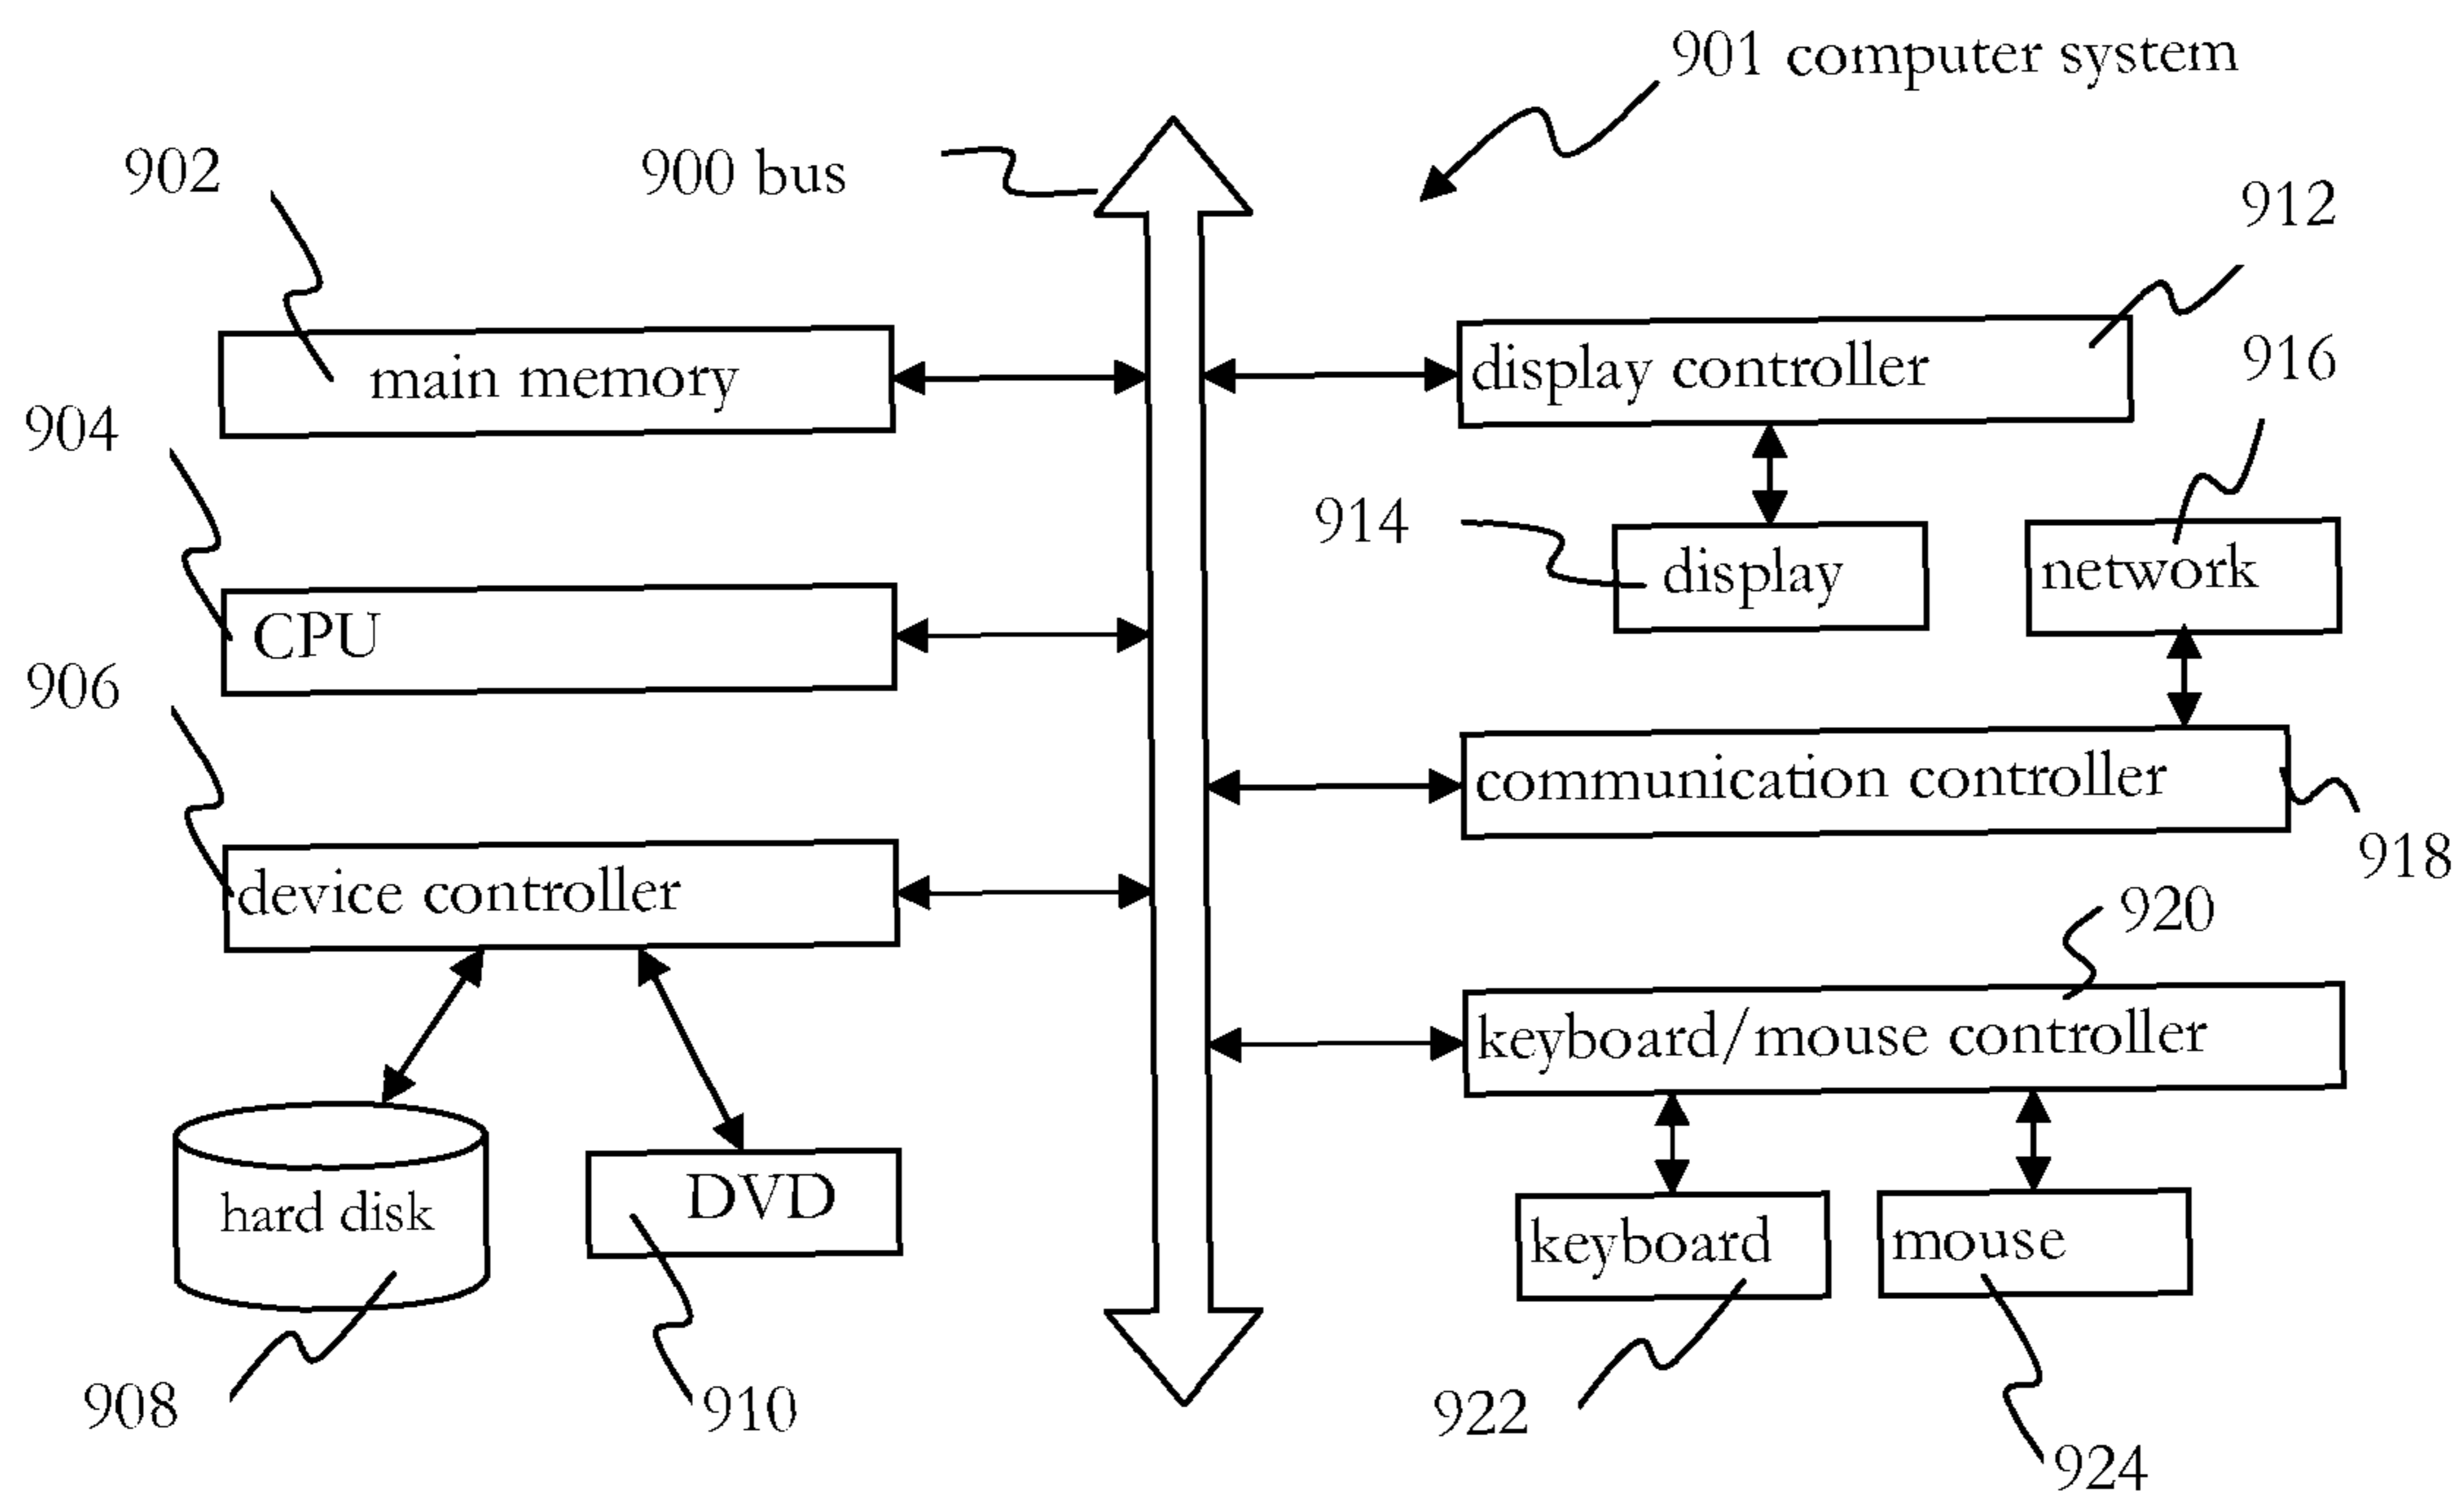 901 computer system
902
900 bus
912
main memory
display controller
916
904
914
display
network
CPU
906
communication controller
918
device controller
920
keyboard/mouse controller
hard disk
DVD
keyboard
mouse
908
910
922
924